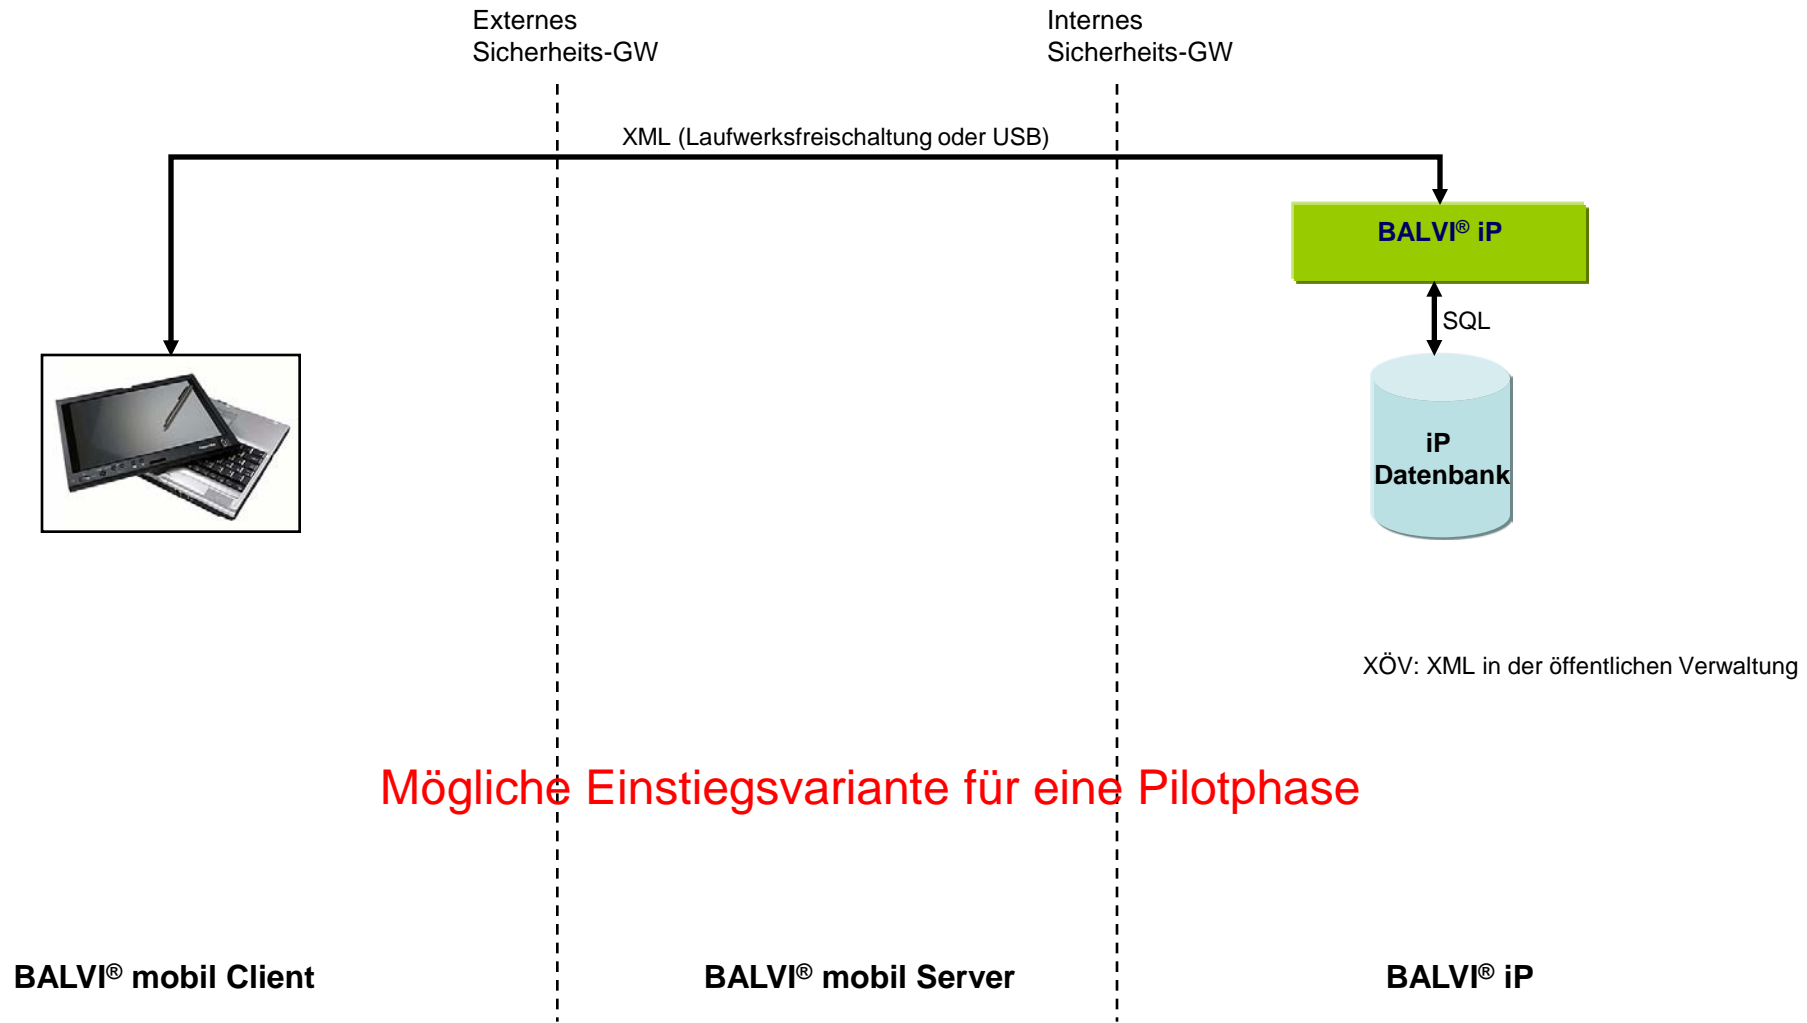 Externes
Sicherheits-GW
Internes
Sicherheits-GW
XML (Laufwerksfreischaltung oder USB)
BALVI® iP
SQL
iP
Datenbank
XÖV: XML in der öffentlichen Verwaltung
Mögliche Einstiegsvariante für eine Pilotphase
BALVI® mobil Client
BALVI® mobil Server
BALVI® iP